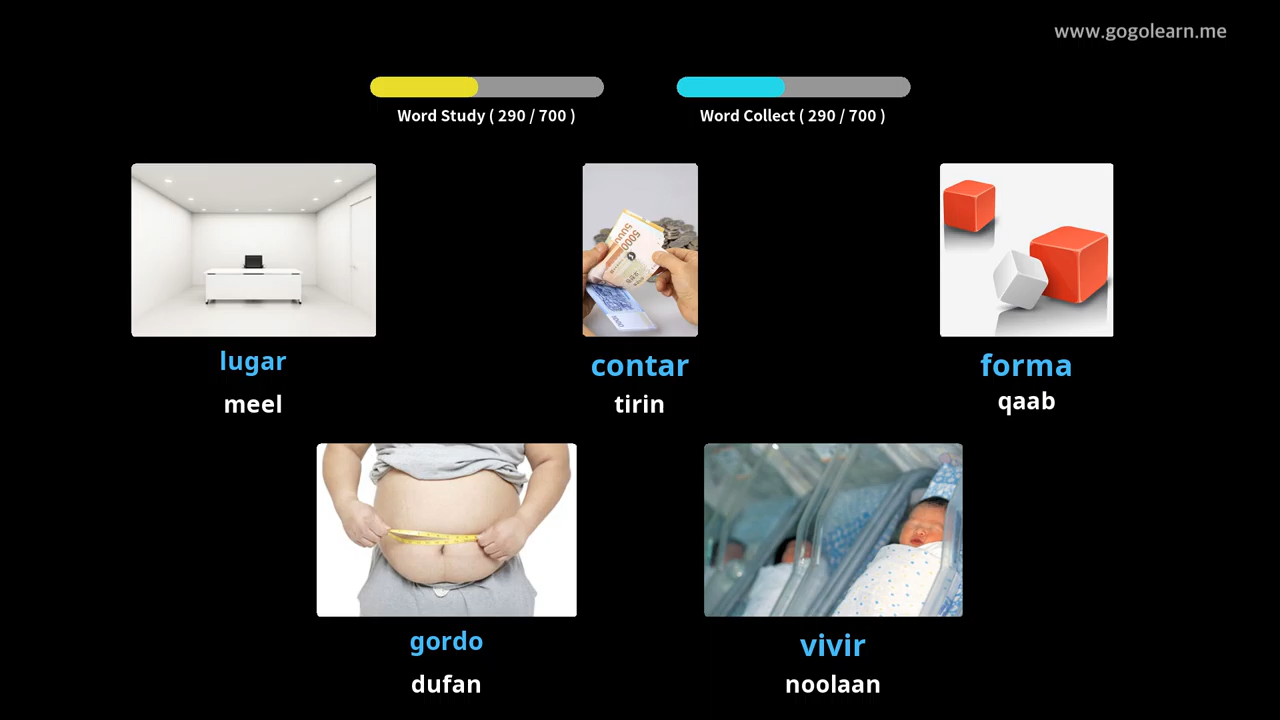 www.gogolearn.me
Word Study ( 290 / 700 )
Word Collect ( 290 / 700 )
lugar
meel
contar
tirin
forma
qaab
gordo
dufan
vivir
noolaan